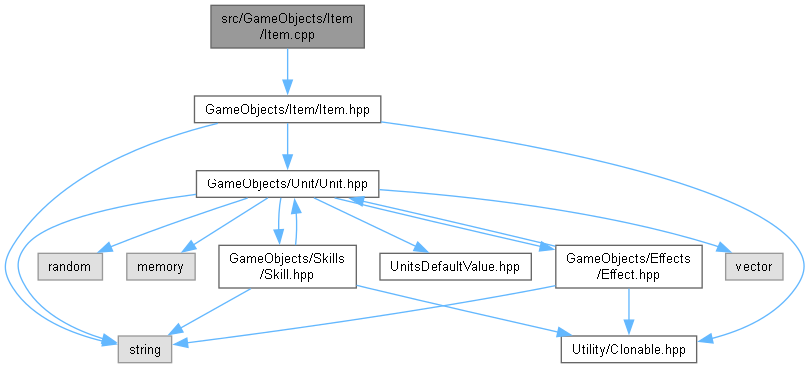 src/GameObjects/Item
/Item.cpp
GameObjects/Item/Item.hpp
GameObjects/Unit/Unit.hpp
random
memory
GameObjects/Skills
/Skill.hpp
UnitsDefaultValue.hpp
GameObjects/Effects
/Effect.hpp
vector
string
Utility/Clonable.hpp